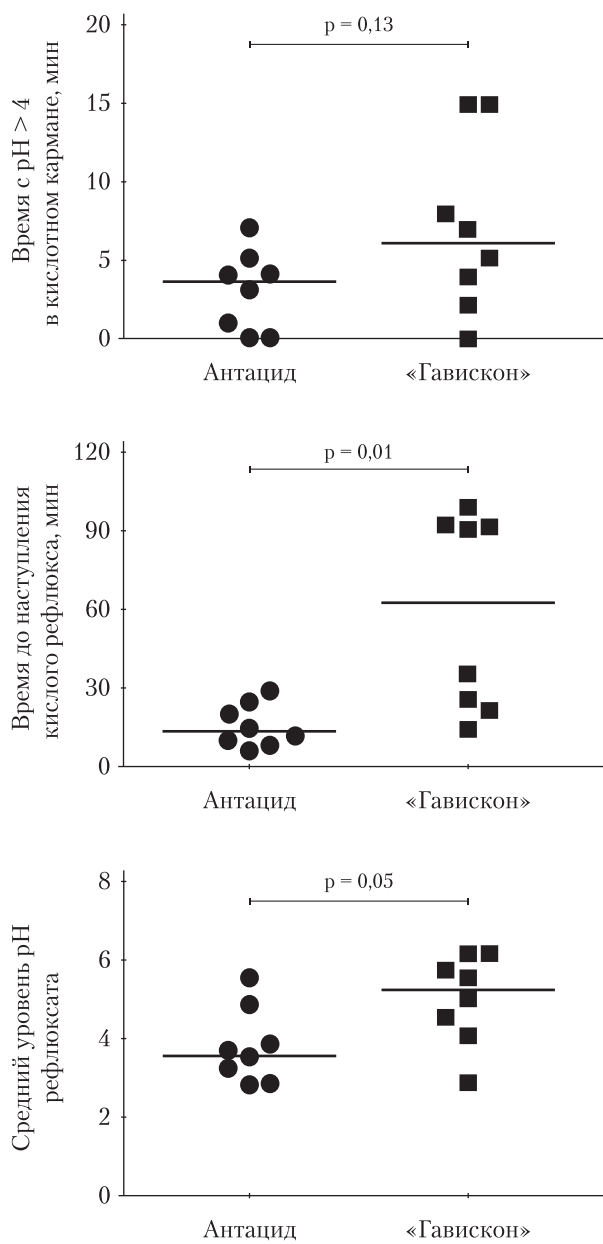 Время с pH > 4
в кислотном кармане, мин
20
15
10
5
0
p = 0,13
Антацид
«Гавискон»
Время до наступления
кислого рефлюкса, мин
120
90
60
30
0
p = 0,01
Антацид
«Гавискон»
Средний уровень pH
рефлюксата
8
6
4
2
0
p = 0,05
Антацид
«Гавискон»